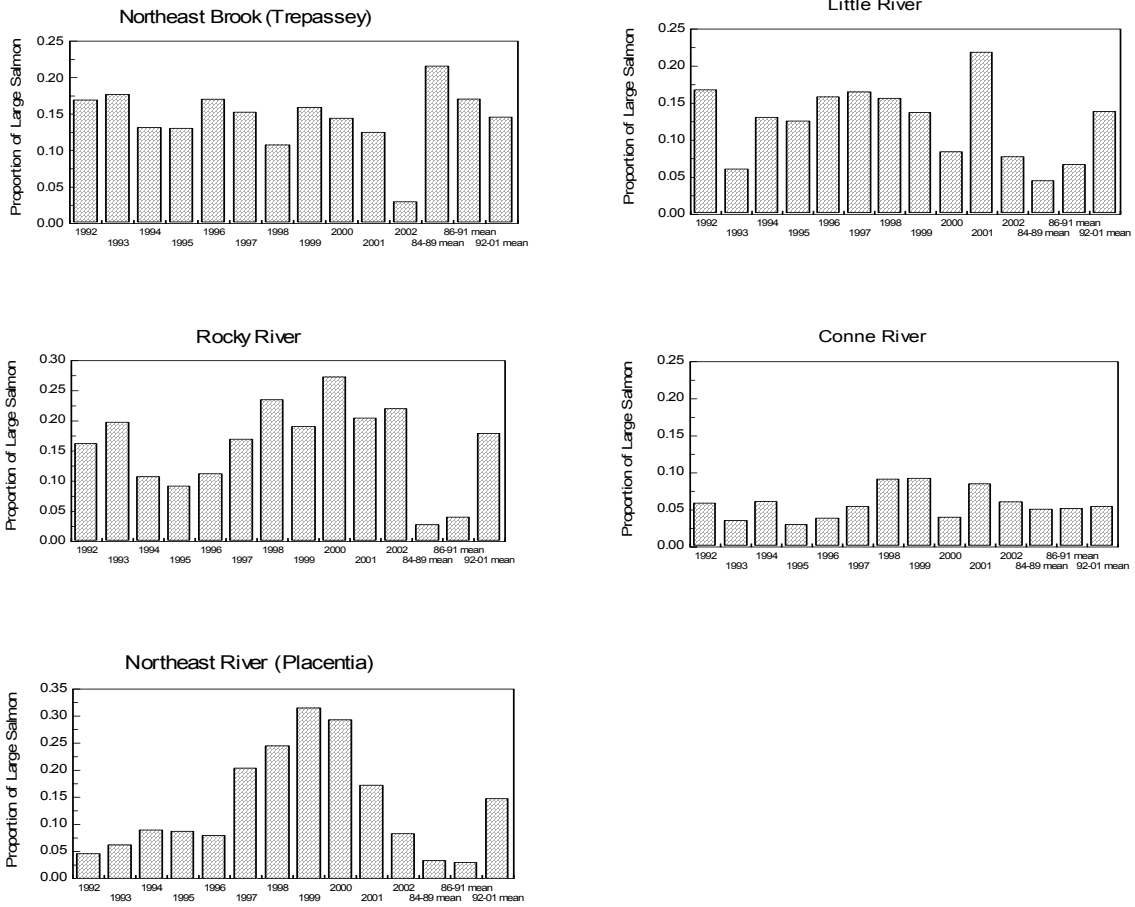 Northeast Brook (Trepassey)
Proportion of Large Salmon
0.25
0.20
0.15
0.10
0.05
0.00
1992 1994 1996 1998 2000 2002 86-91 mean
1993 1995 1997 1999 2001 84-89 mean 92-01 mean
Little River
Proportion of Large Salmon
0.25
0.20
0.15
0.10
0.05
0.00
1992 1994 1996 1998 2000 2002 86-91 mean
1993 1995 1997 1999 2001 84-89 mean 92-01 mean
Rocky River
Proportion of Large Salmon
0.30
0.25
0.20
0.15
0.10
0.05
0.00
1992 1994 1996 1998 2000 2002 86-91 mean
1993 1995 1997 1999 2001 84-89 mean 92-01 mean
Conne River
Proportion of Large Salmon
0.25
0.20
0.15
0.10
0.05
0.00
1992 1994 1996 1998 2000 2002 86-91 mean
1993 1995 1997 1999 2001 84-89 mean 92-01 mean
Northeast River (Placentia)
Proportion of Large Salmon
0.35
0.30
0.25
0.20
0.15
0.10
0.05
0.00
1992 1994 1996 1998 2000 2002 86-91 mean
1993 1995 1997 1999 2001 84-89 mean 92-01 mean